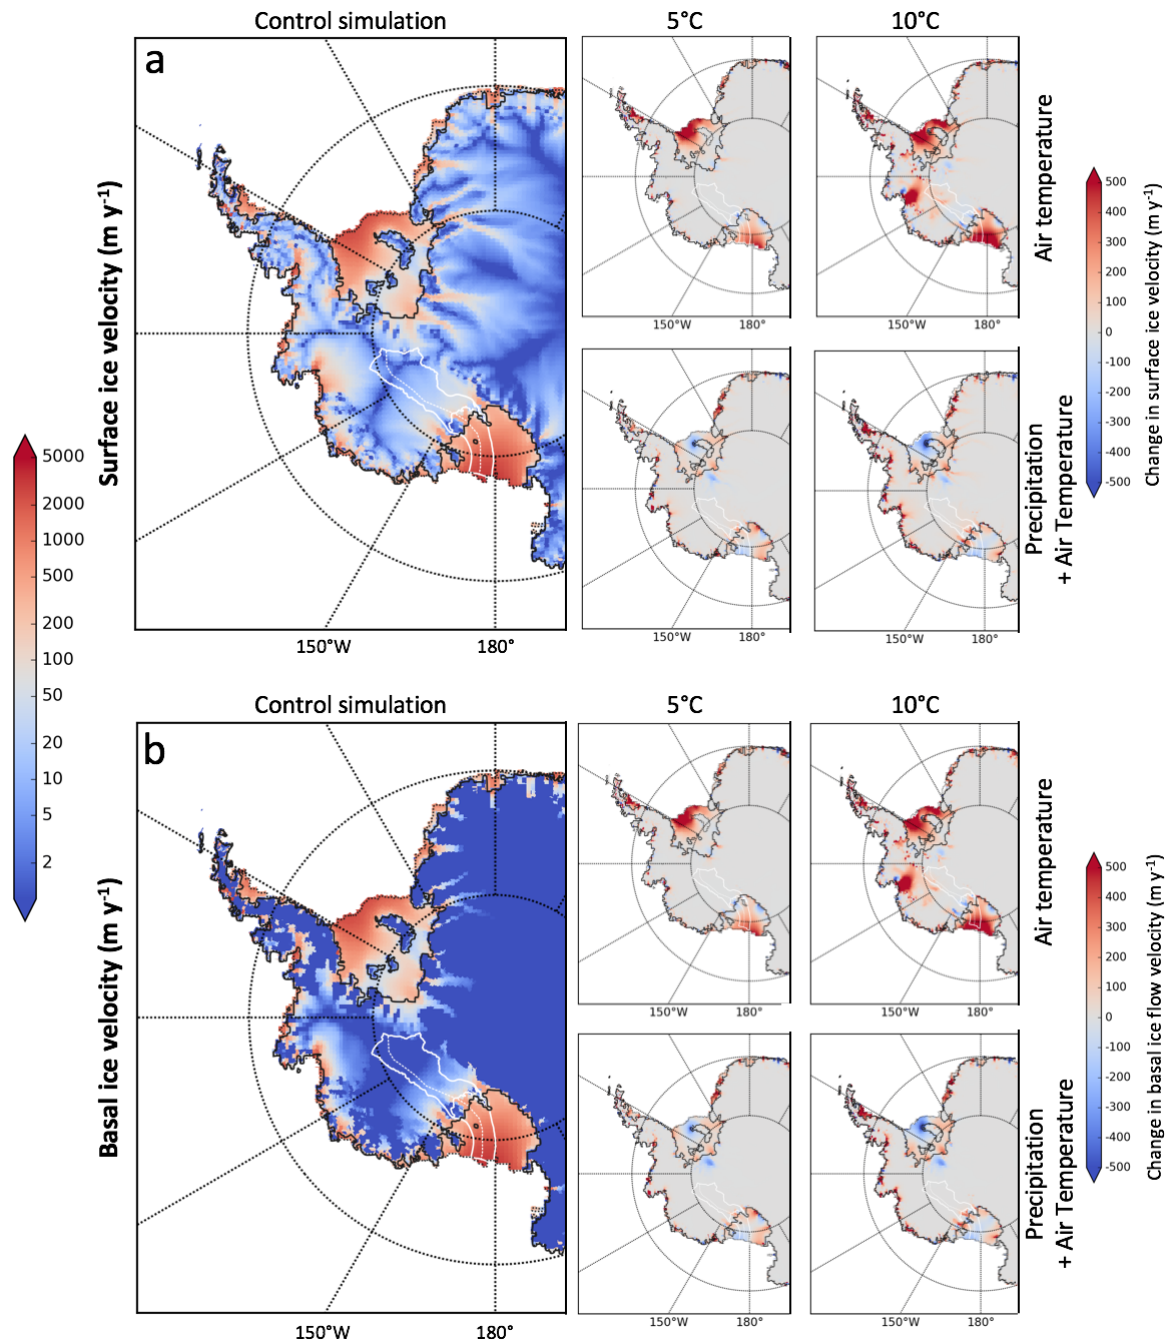 Control simulation
5°C
10°C
a
Surface ice velocity (m y⁻¹)
Air temperature
150°W
180°
150°W
180°
Precipitation
+ Air Temperature
150°W
180°
150°W
180°
150°W
180°
500
400
300
200
100
0
-100
-200
-300
-400
-500
Change in surface ice velocity (m y⁻¹)
5000
2000
1000
500
200
100
50
20
10
5
2
Control simulation
5°C
10°C
b
Basal ice velocity (m y⁻¹)
Air temperature
150°W
180°
150°W
180°
Precipitation
+ Air Temperature
150°W
180°
150°W
180°
150°W
180°
500
400
300
200
100
0
-100
-200
-300
-400
-500
Change in basal ice flow velocity (m y⁻¹)